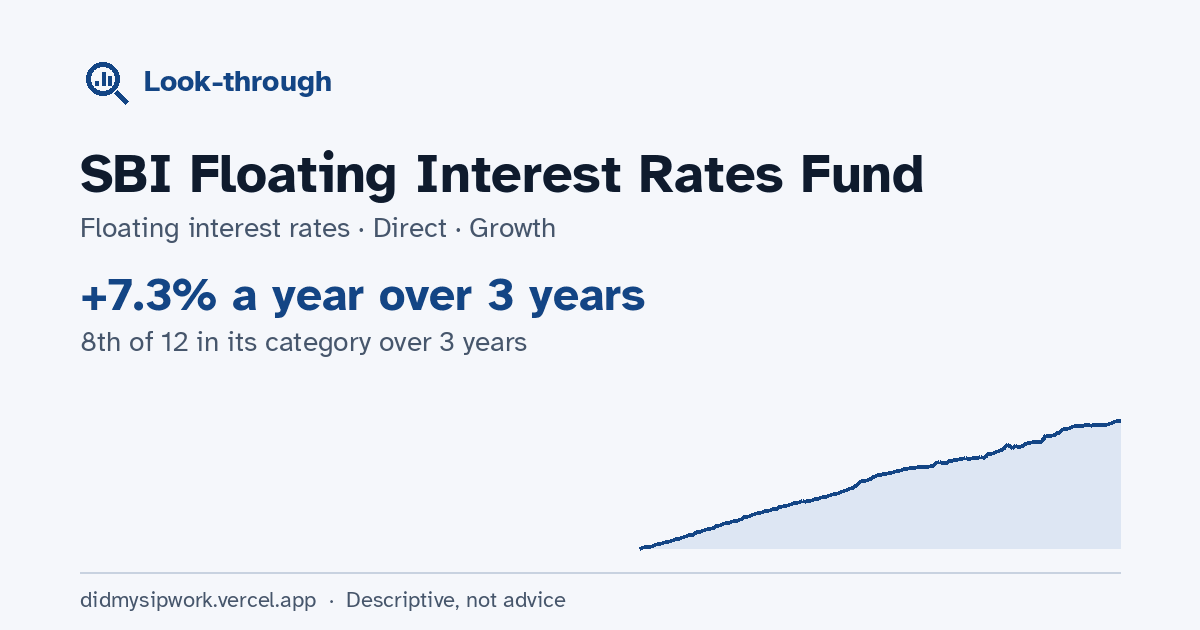 Look-through
SBI Floating Interest Rates Fund
Floating interest rates · Direct · Growth
+7.3% a year over 3 years
8th of 12 in its category over 3 years
didmysipwork.vercel.app · Descriptive, not advice